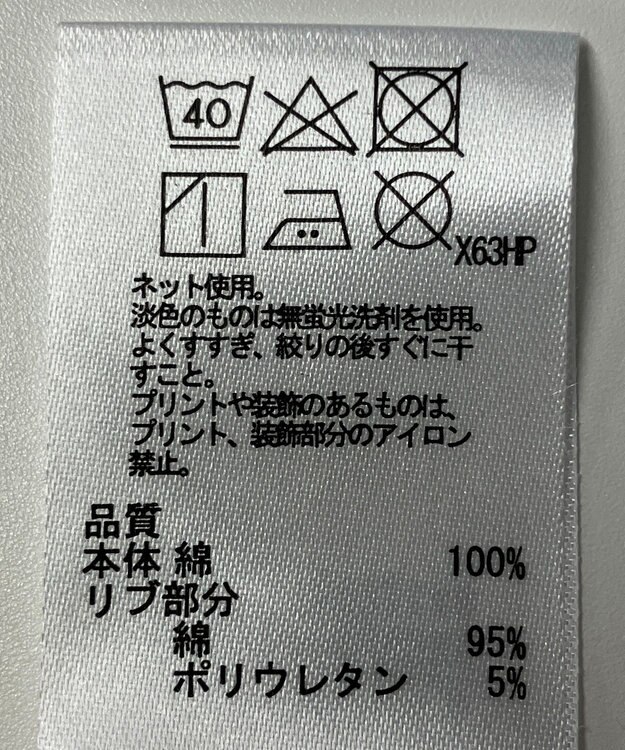 40
X63HP
ネット使用。
淡色のものは無蛍光洗剤を使用。
よくすすぎ、絞りの後すぐに干
すこと。
プリントや装飾のあるものは、
プリント、装飾部分のアイロン
禁止。
品質
本体 綿 100%
リブ部分
綿 95%
ポリウレタン 5%